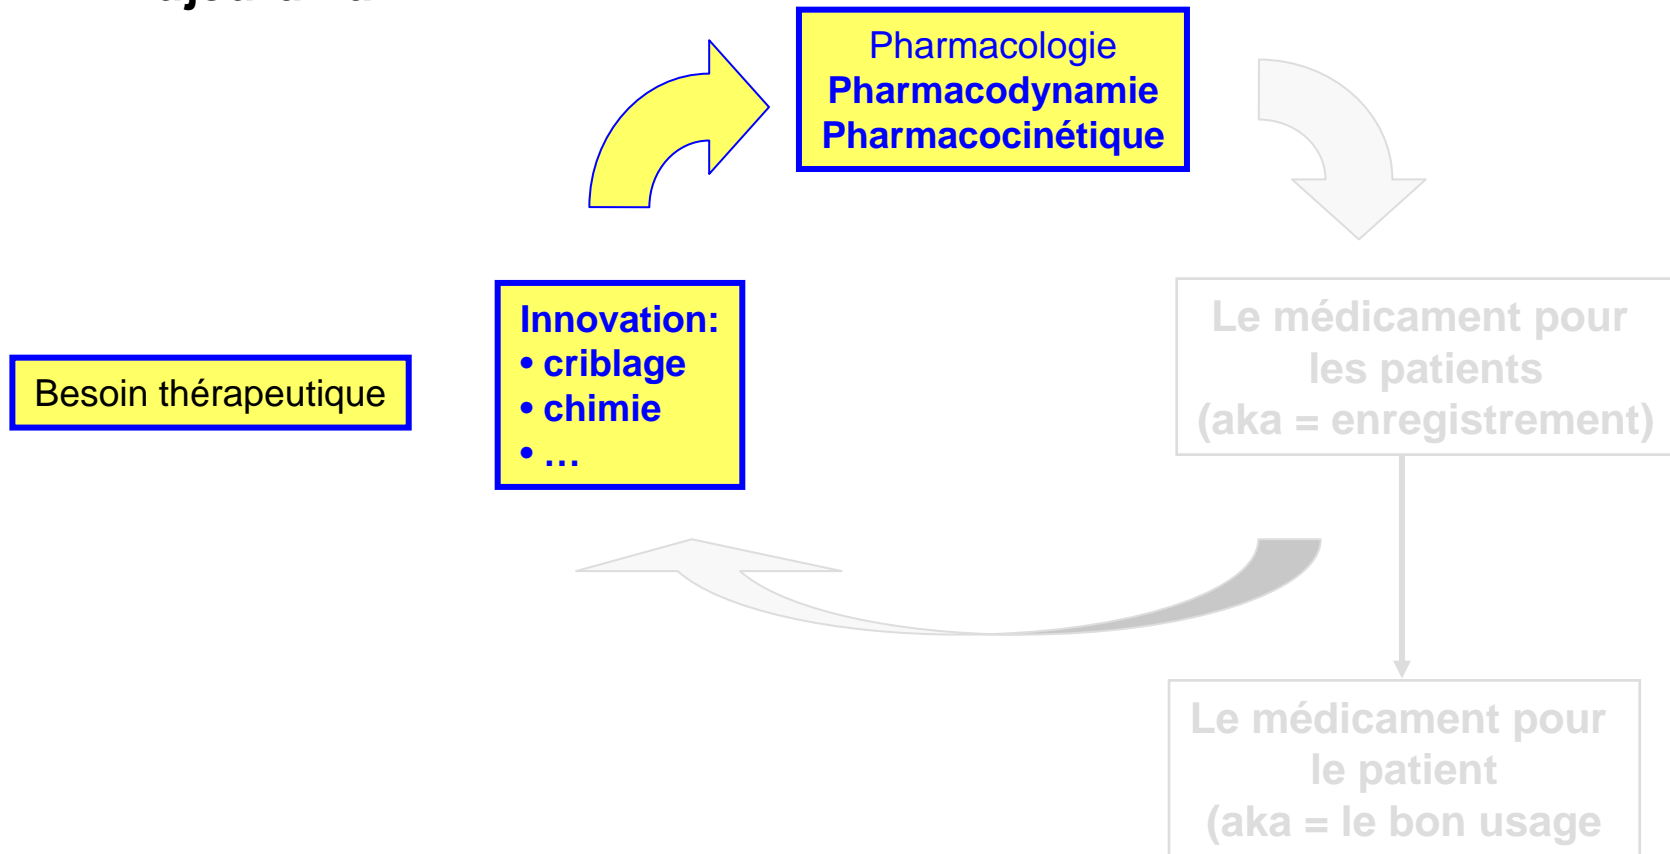 Pharmacologie
Pharmacodynamie
Pharmacocinétique
Innovation:
• criblage
• chimie
• …
Besoin thérapeutique
Le médicament pour
les patients
(aka = enregistrement)
Le médicament pour
le patient
(aka = le bon usage